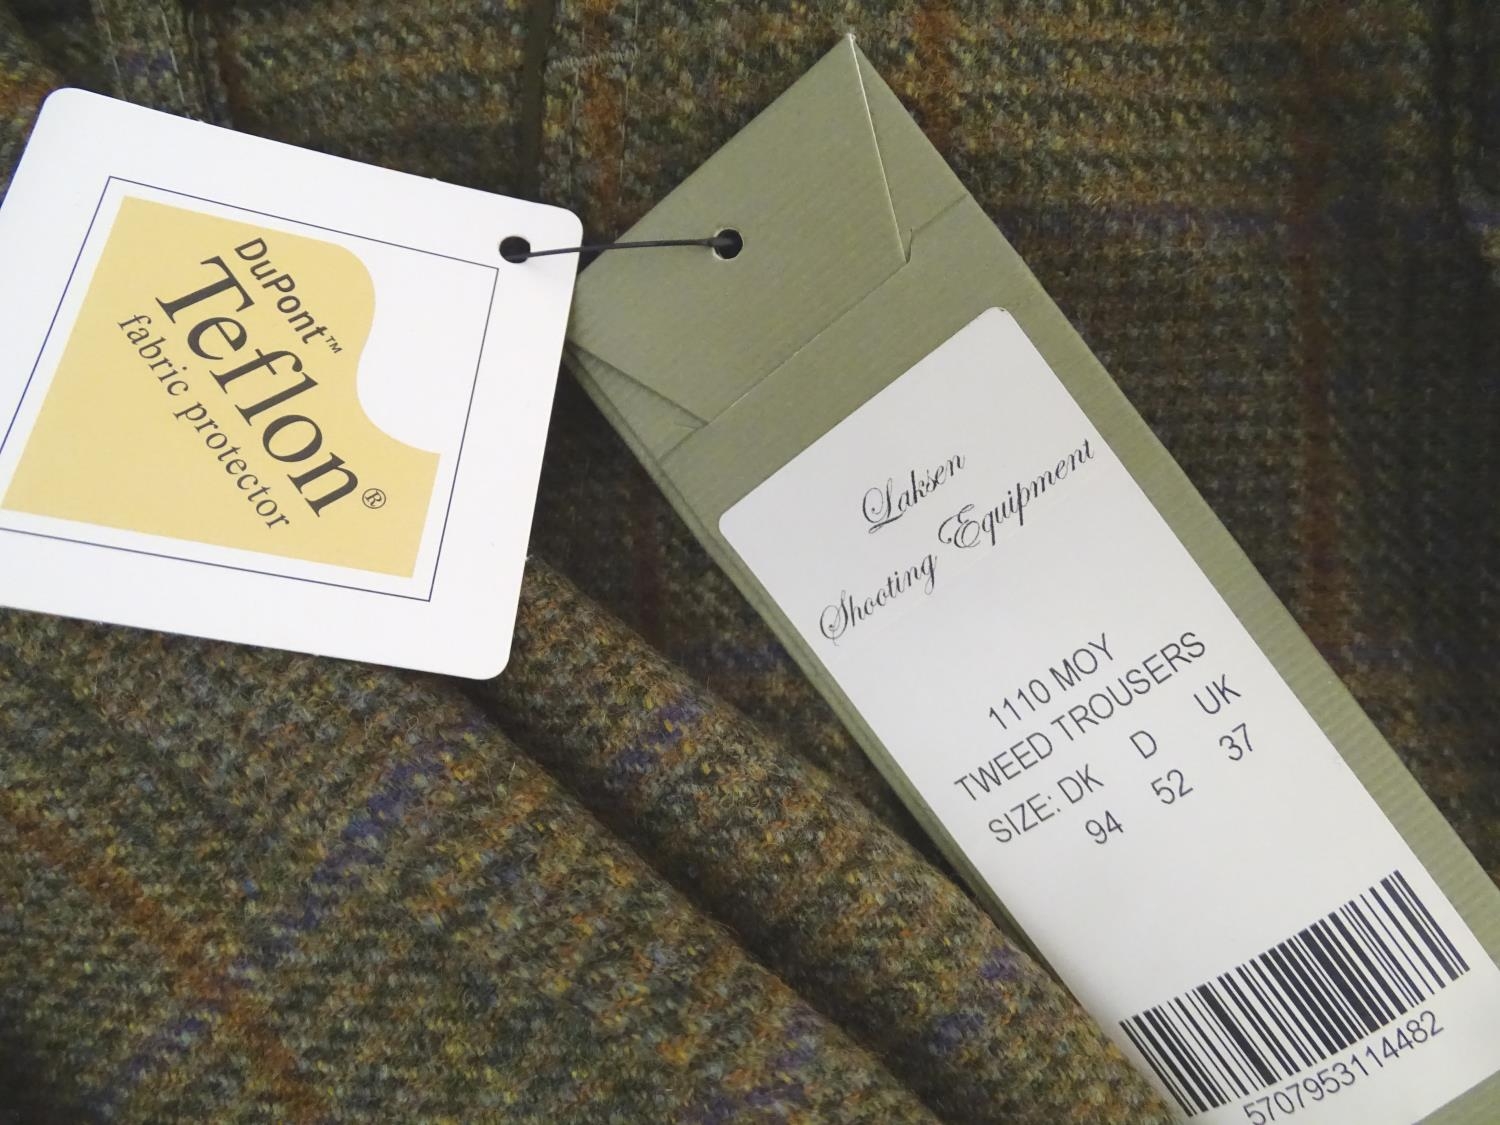 DuPont™
Teflon®
fabric protector
Laksen
Shooting Equipment
1110 MOY
TWEED TROUSERS
SIZE: DK D UK
94 52 37
5707953114482